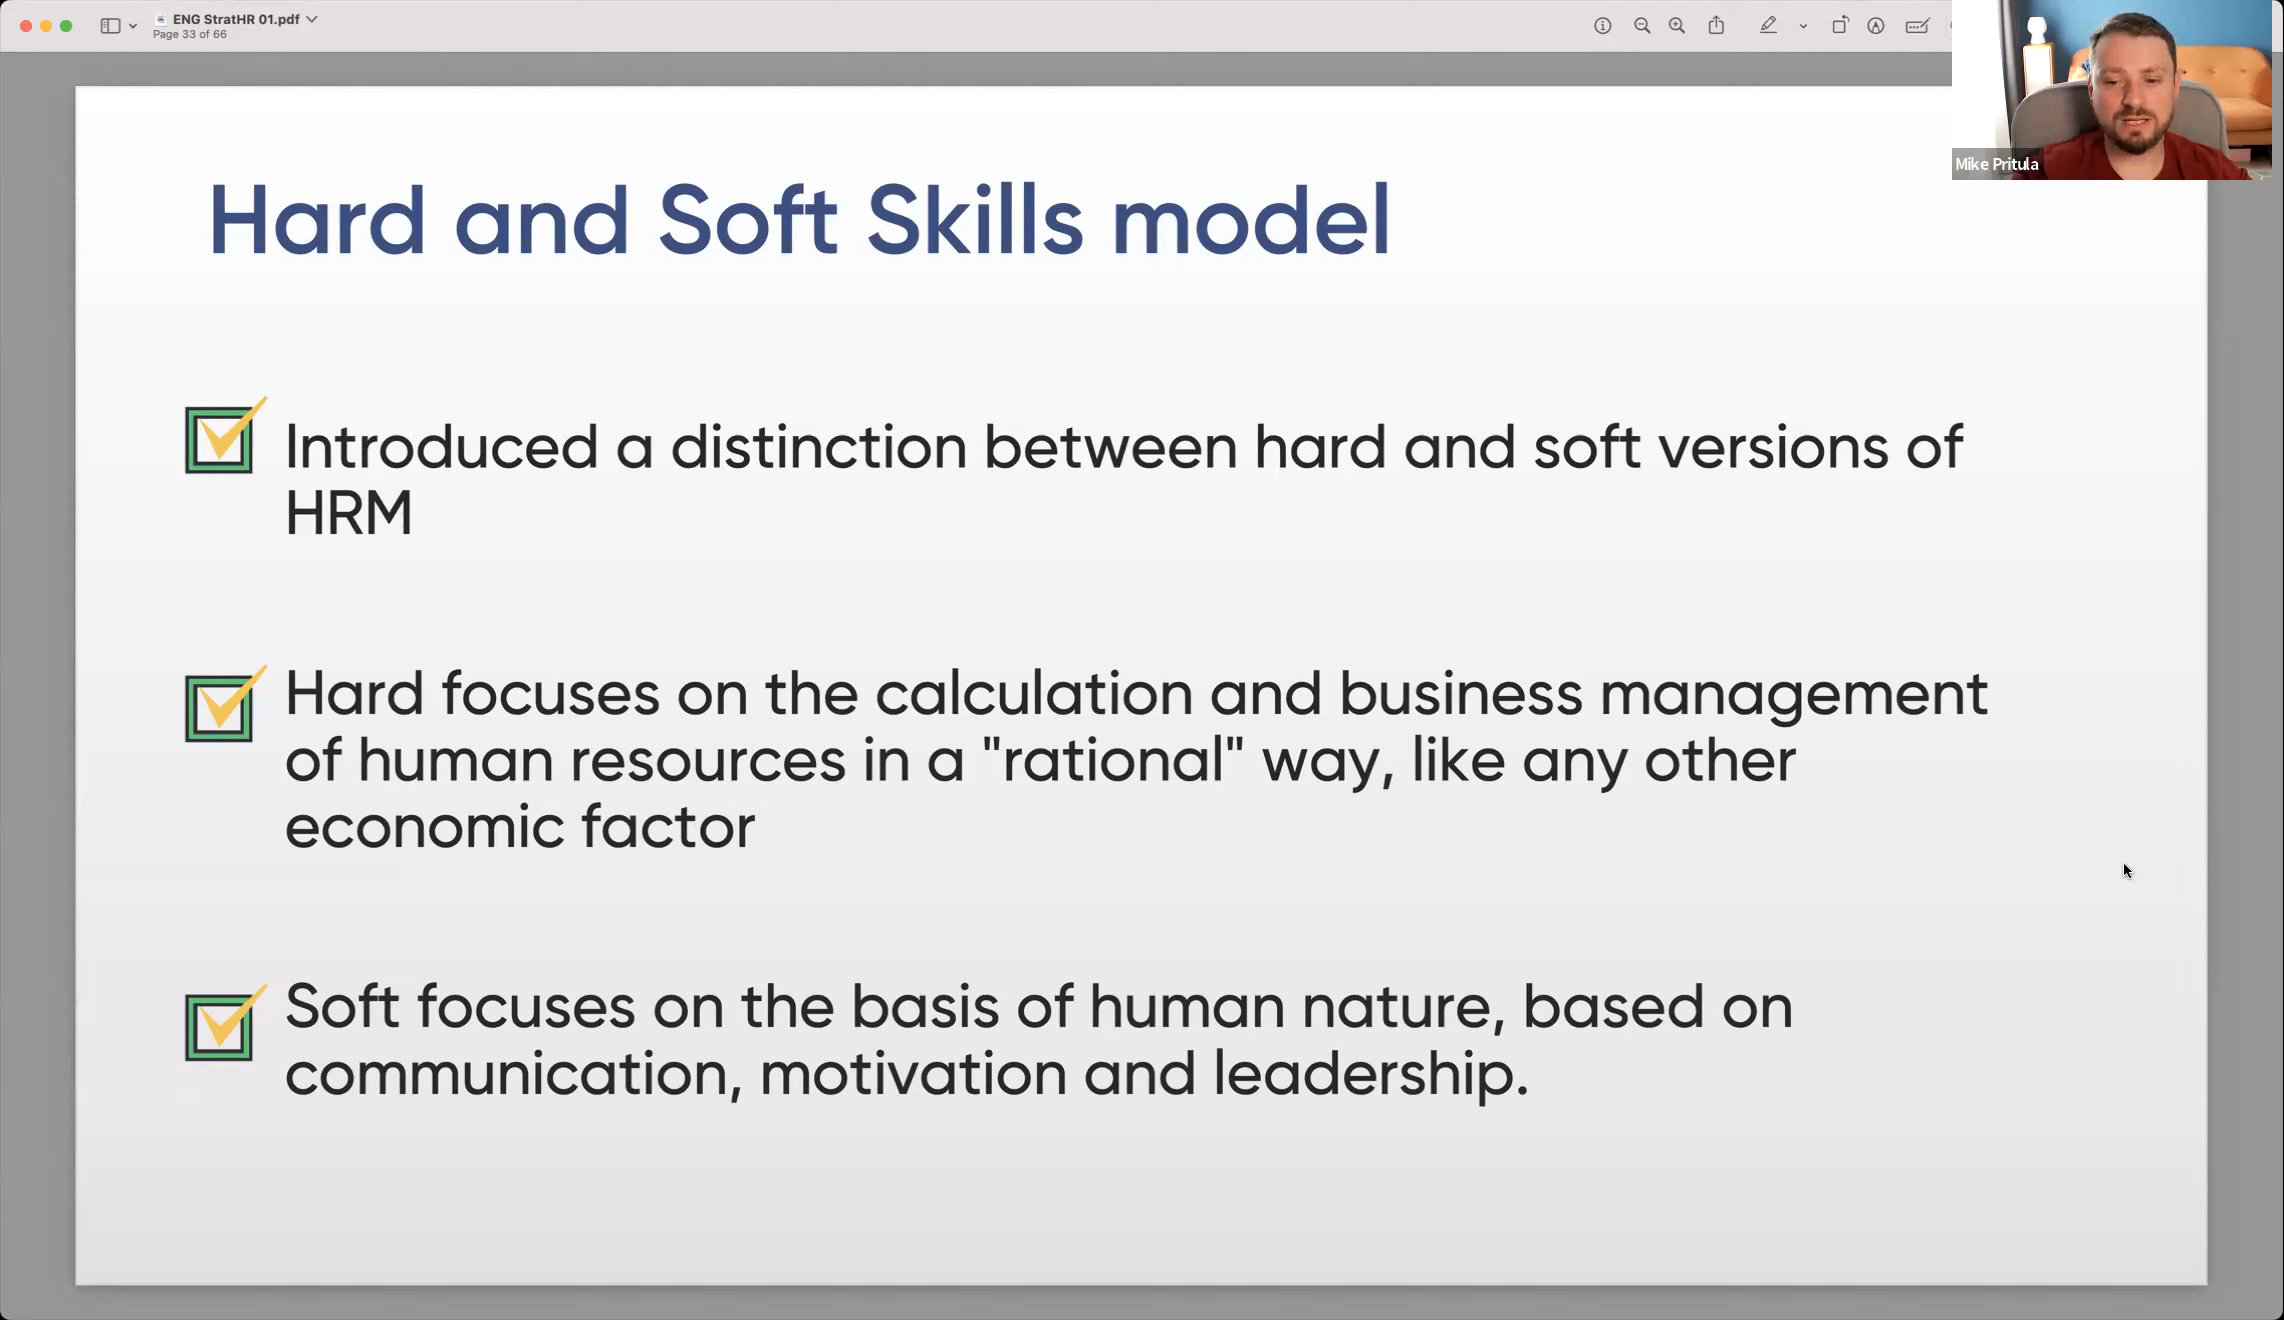 ENG StratHR 01.pdf
Page 33 of 66
Mike Pritula
Hard and Soft Skills model
Introduced a distinction between hard and soft versions of
HRM
Hard focuses on the calculation and business management
of human resources in a "rational" way, like any other
economic factor
Soft focuses on the basis of human nature, based on
communication, motivation and leadership.